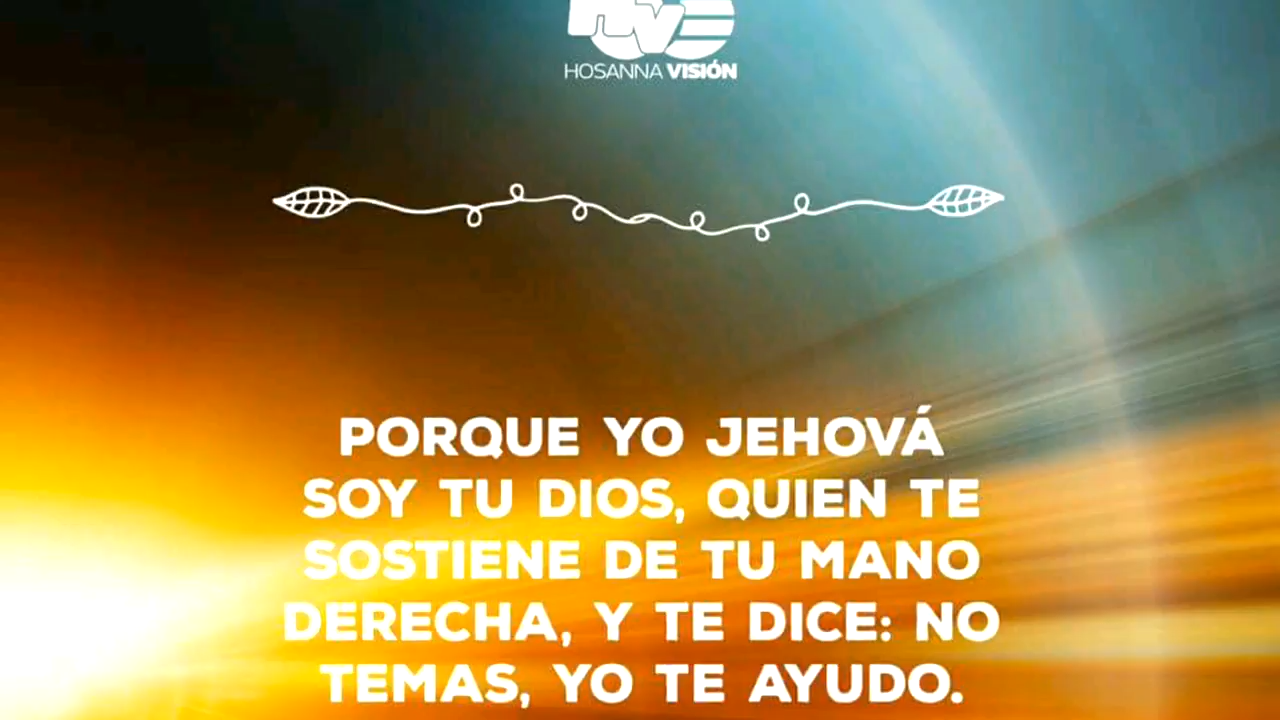 HOSANNA VISIÓN
PORQUE YO JEHOVÁ
SOY TU DIOS, QUIEN TE
SOSTIENE DE TU MANO
DERECHA, Y TE DICE: NO
TEMAS, YO TE AYUDO.